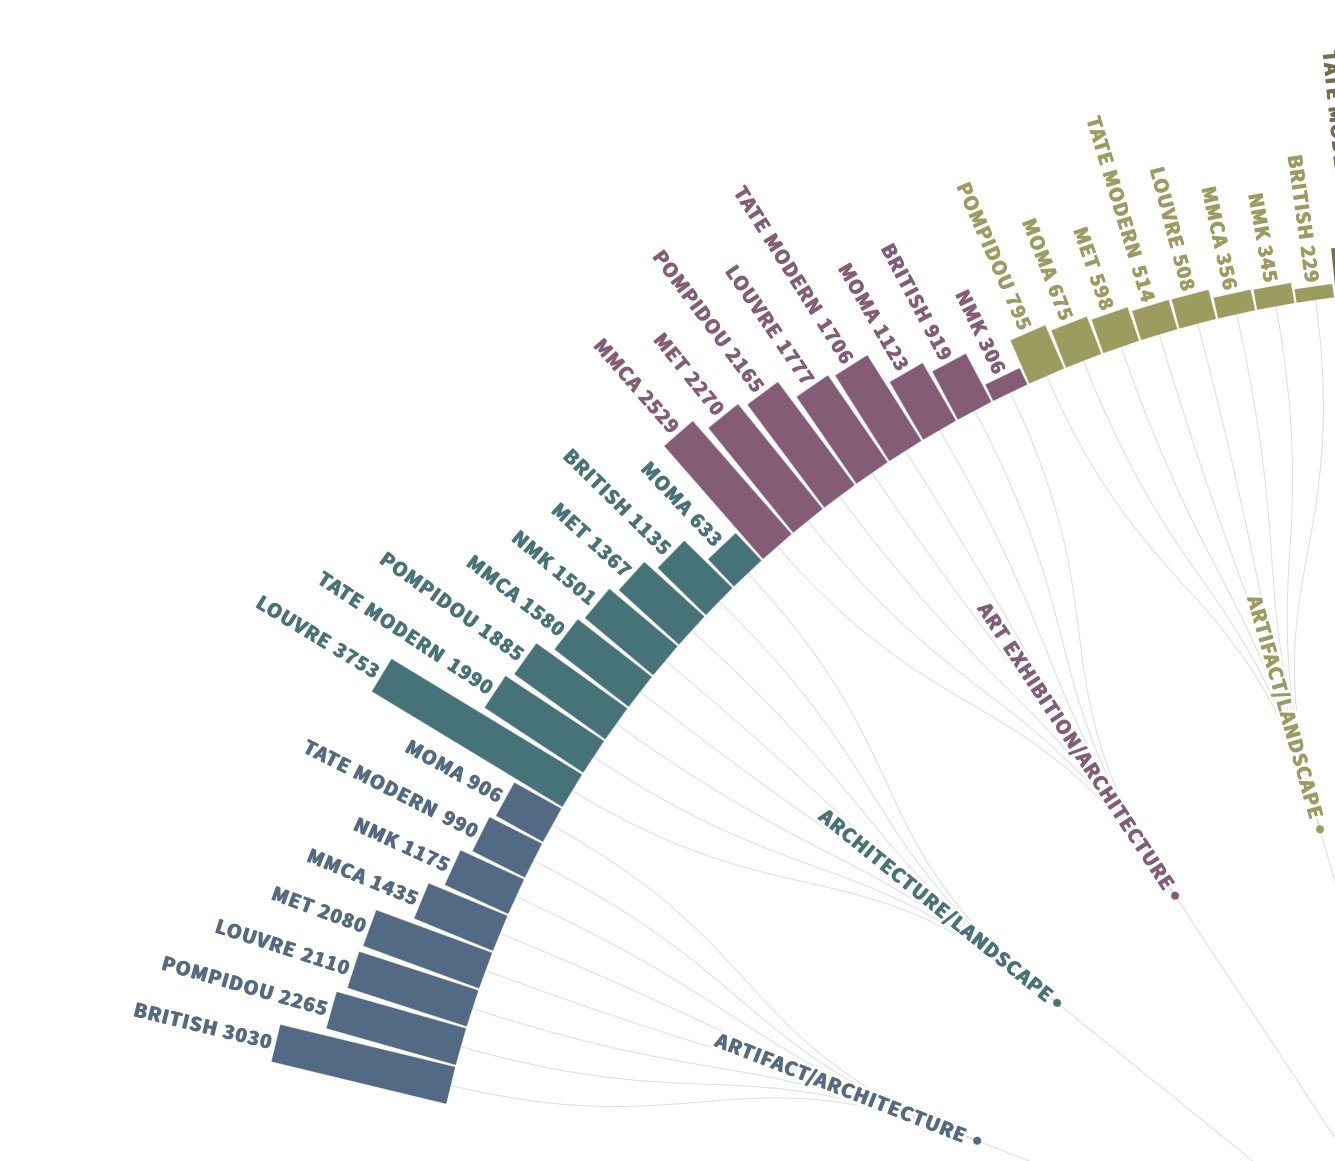 BRITISH 3030
POMPIDOU 2265
LOUVRE 2110
MET 2080
MMCA 1435
NMK 1175
TATE MODERN 990
MOMA 906
ARTIFACT/ARCHITECTURE
LOUVRE 3753
TATE MODERN 1990
POMPIDOU 1885
MMCA 1580
NMK 1501
MET 1367
BRITISH 1135
MOMA 633
ARCHITECTURE/LANDSCAPE
MMCA 2529
MET 2270
POMPIDOU 2165
LOUVRE 1777
TATE MODERN 1706
MOMA 1123
BRITISH 919
NMK 306
ART EXHIBITION/ARCHITECTURE
POMPIDOU 795
MOMA 675
MET 598
TATE MODERN 514
LOUVRE 508
MMCA 356
NMK 345
BRITISH 229
ARTIFACT/LANDSCAPE
TATE